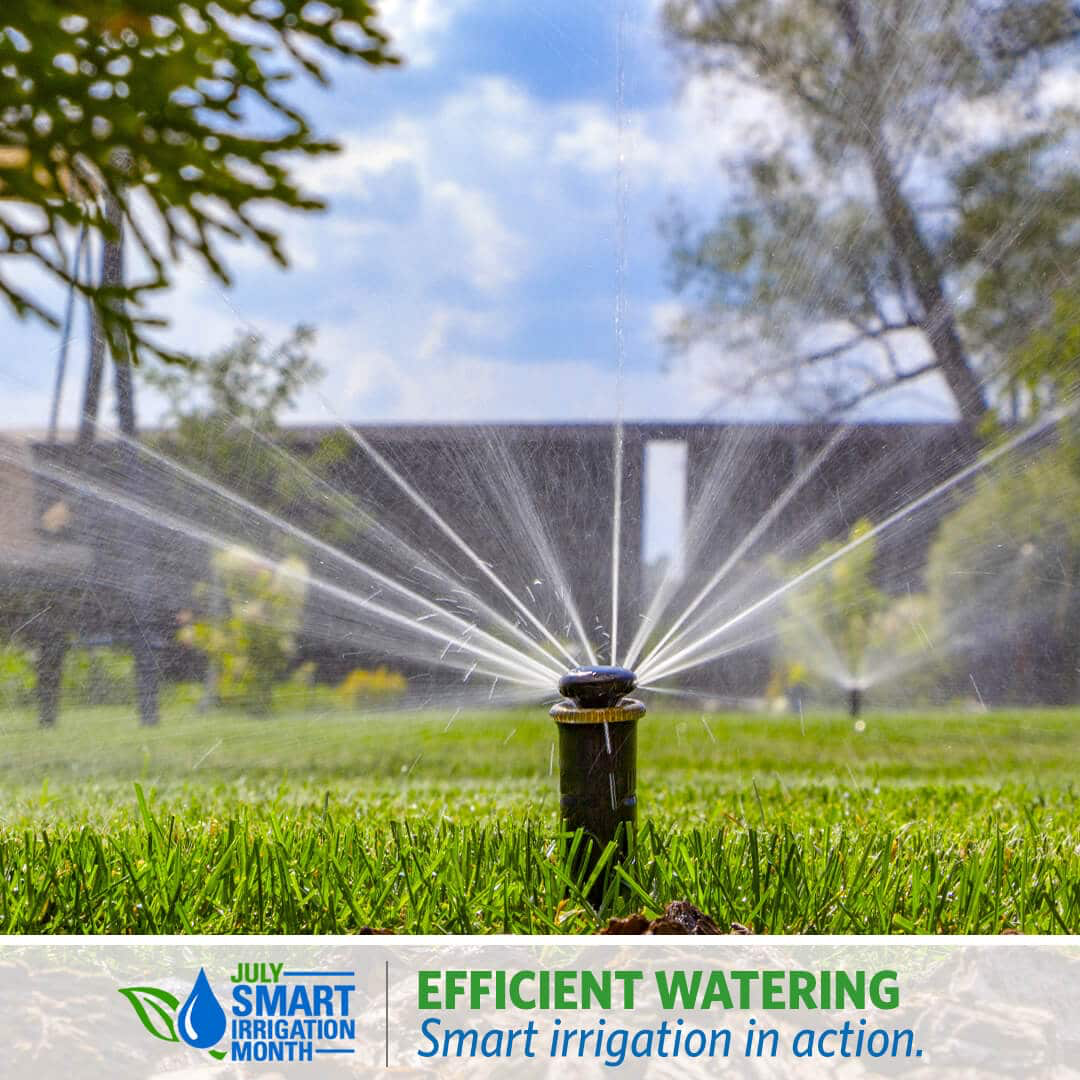 JULY
SMART
IRRIGATION
MONTH
EFFICIENT WATERING
Smart irrigation in action.